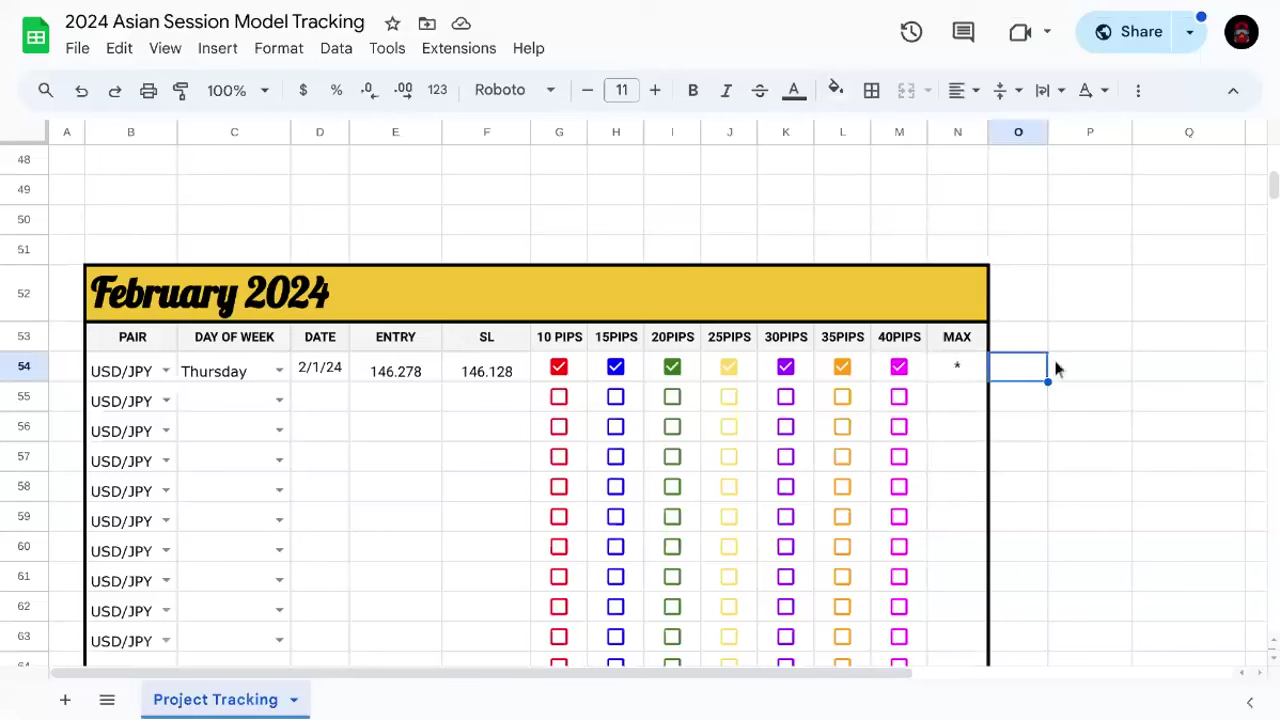 2024 Asian Session Model Tracking
File Edit View Insert Format Data Tools Extensions Help
Share
100% $ % .0 .00 123 Roboto 11 B I S A
A B C D E F G H I J K L M N O P Q
48
49
50
51
52 February 2024
53 PAIR DAY OF WEEK DATE ENTRY SL 10 PIPS 15PIPS 20PIPS 25PIPS 30PIPS 35PIPS 40PIPS MAX
54 USD/JPY Thursday 2/1/24 146.278 146.128 *
55 USD/JPY
56 USD/JPY
57 USD/JPY
58 USD/JPY
59 USD/JPY
60 USD/JPY
61 USD/JPY
62 USD/JPY
63 USD/JPY
Project Tracking